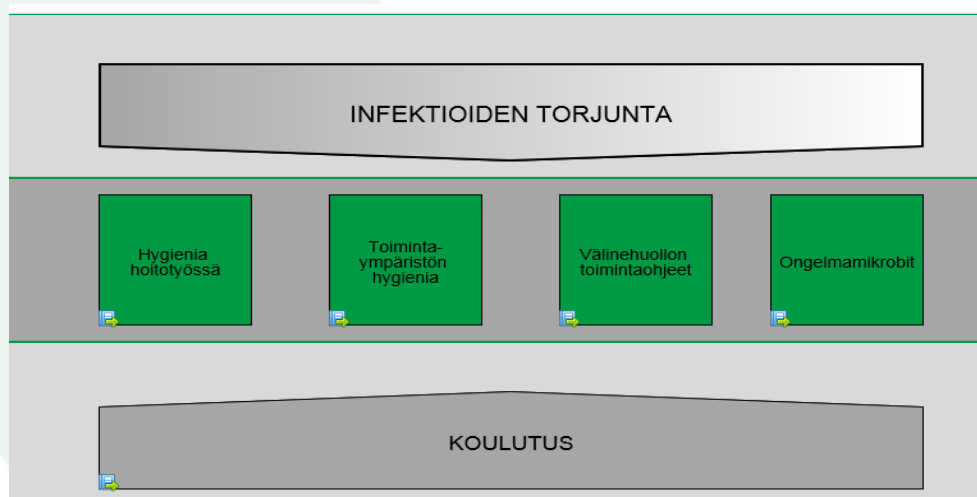 INFEKTIOIDEN TORJUNTA
Hygienia
hoitotyössä
Toiminta-
ympäristön
hygienia
Välinehuollon
toimintaohjeet
Ongelmamikrobit
KOULUTUS